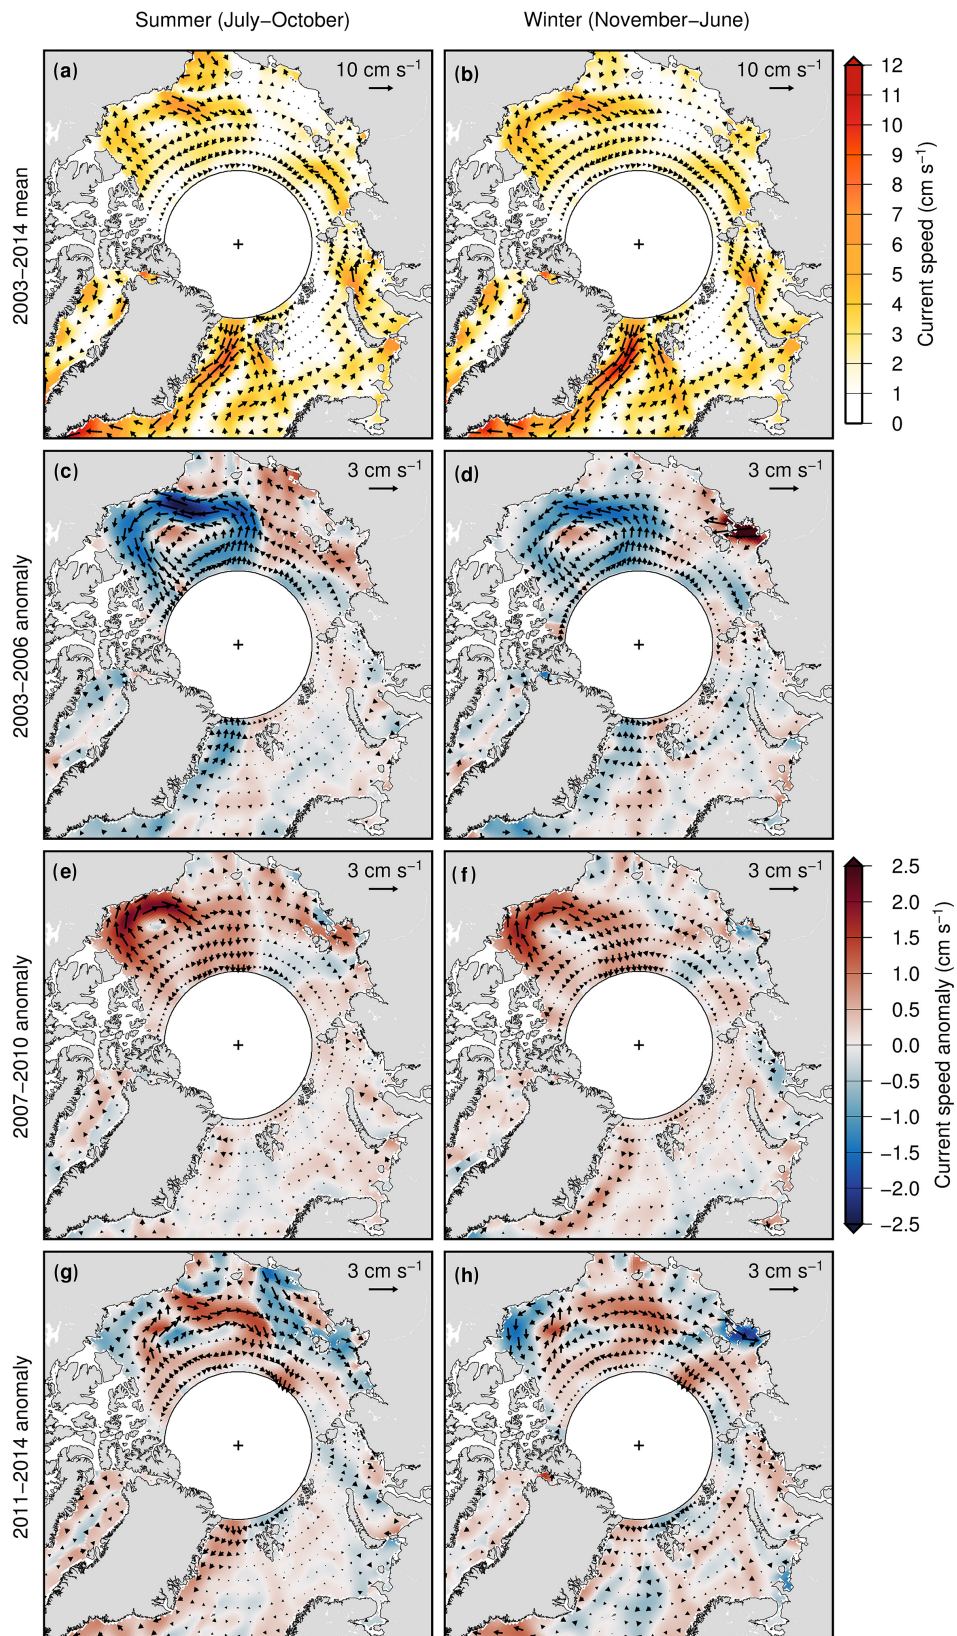 Summer (July–October)
Winter (November–June)
2003–2014 mean
(a)
10 cm s⁻¹
(b)
10 cm s⁻¹
12
11
10
9
8
7
6
5
4
3
2
1
0
Current speed (cm s⁻¹)
2003–2006 anomaly
(c)
3 cm s⁻¹
(d)
3 cm s⁻¹
2007–2010 anomaly
(e)
3 cm s⁻¹
(f)
3 cm s⁻¹
2.5
2.0
1.5
1.0
0.5
0.0
−0.5
−1.0
−1.5
−2.0
−2.5
Current speed anomaly (cm s⁻¹)
2011–2014 anomaly
(g)
3 cm s⁻¹
(h)
3 cm s⁻¹